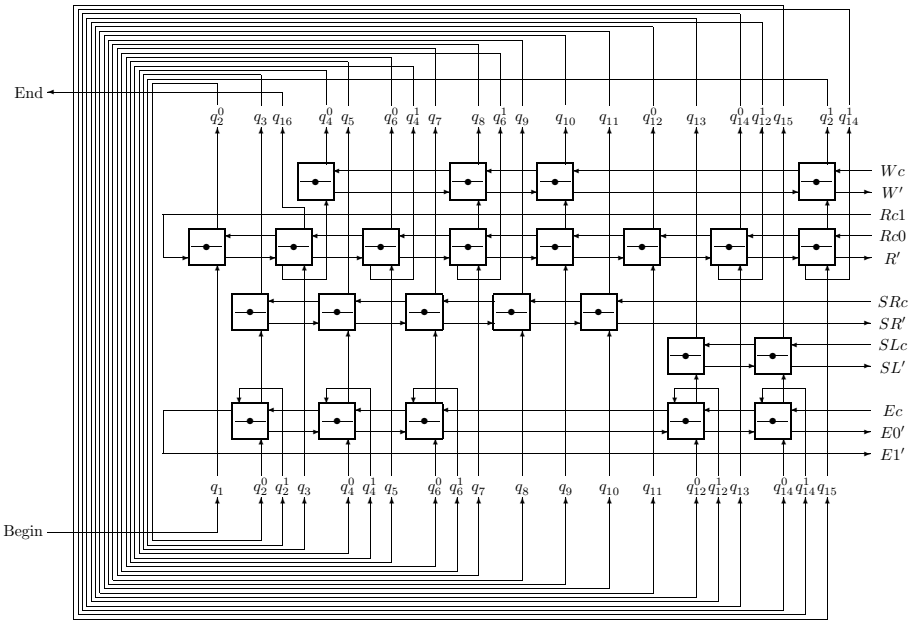 End
q_2^0 q_3 q_16 q_4^0 q_5 q_6^0 q_4^1 q_7 q_8 q_6^1 q_9 q_10 q_11 q_12^0 q_13 q_14^0 q_12^1 q_15 q_2^1 q_14^1
Wc
W′
Rc1
Rc0
R′
SRc
SR′
SLc
SL′
Ec
E0′
E1′
q_1 q_2^0 q_2^1 q_3 q_4^0 q_4^1 q_5 q_6^0 q_6^1 q_7 q_8 q_9 q_10 q_11 q_12^0 q_12^1 q_13 q_14^0 q_14^1 q_15
Begin